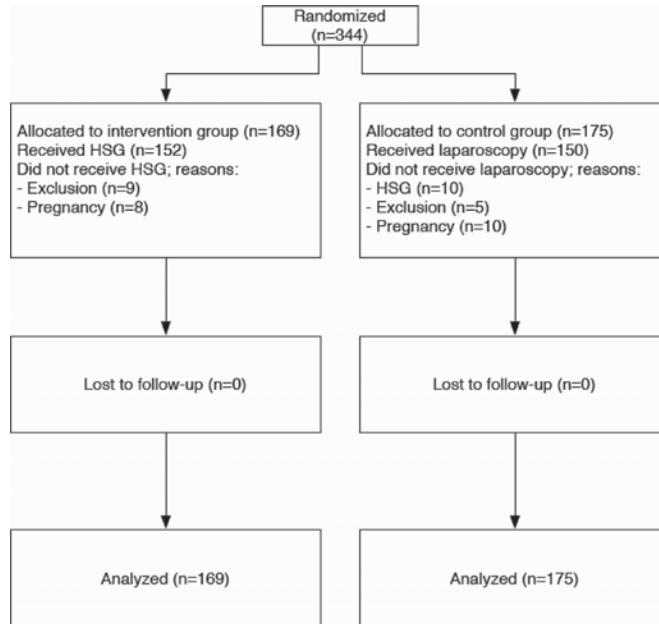 Randomized
(n=344)
Allocated to intervention group (n=169)
Received HSG (n=152)
Did not receive HSG; reasons:
- Exclusion (n=9)
- Pregnancy (n=8)
Allocated to control group (n=175)
Received laparoscopy (n=150)
Did not receive laparoscopy; reasons:
- HSG (n=10)
- Exclusion (n=5)
- Pregnancy (n=10)
Lost to follow-up (n=0)
Lost to follow-up (n=0)
Analyzed (n=169)
Analyzed (n=175)